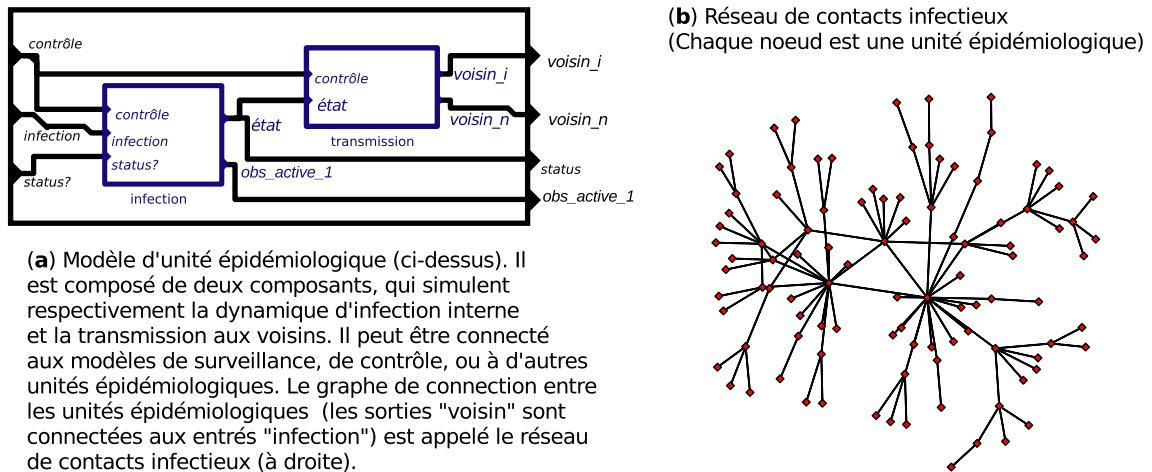 contrôle
infection
status?
contrôle
infection
status?
infection
état
obs_active_1
contrôle
état
transmission
voisin_i
voisin_n
voisin_i
voisin_n
status
obs_active_1
(a) Modèle d'unité épidémiologique (ci-dessus). Il
est composé de deux composants, qui simulent
respectivement la dynamique d'infection interne
et la transmission aux voisins. Il peut être connecté
aux modèles de surveillance, de contrôle, ou à d'autres
unités épidémiologiques. Le graphe de connection entre
les unités épidémiologiques (les sorties "voisin" sont
connectées aux entrés "infection") est appelé le réseau
de contacts infectieux (à droite).
(b) Réseau de contacts infectieux
(Chaque noeud est une unité épidémiologique)